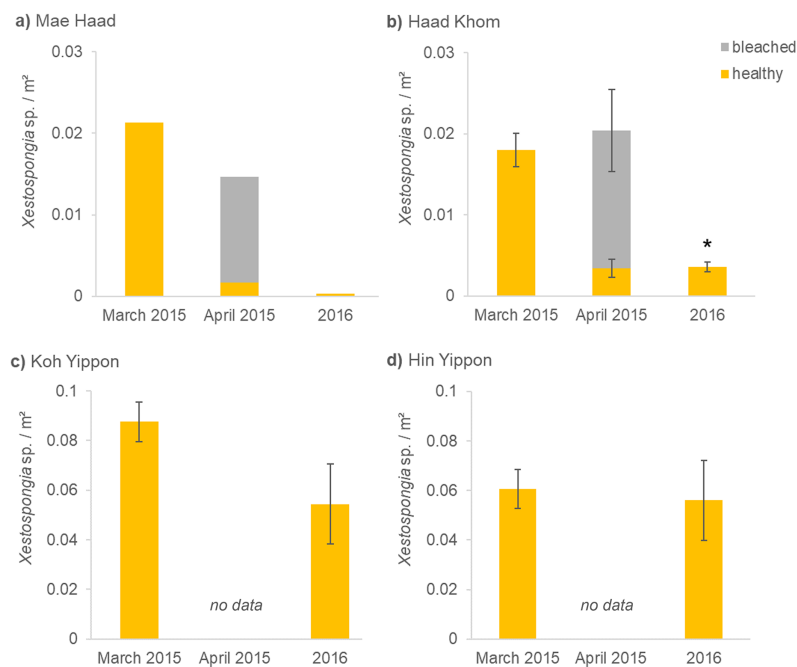 a) Mae Haad
Xestospongia sp. / m²
0.03
0.02
0.01
0
March 2015 April 2015 2016
b) Haad Khom
bleached
healthy
Xestospongia sp. / m²
0.03
0.02
0.01
0
*
March 2015 April 2015 2016
c) Koh Yippon
Xestospongia sp. / m²
0.1
0.08
0.06
0.04
0.02
0
no data
March 2015 April 2015 2016
d) Hin Yippon
Xestospongia sp. / m²
0.1
0.08
0.06
0.04
0.02
0
no data
March 2015 April 2015 2016